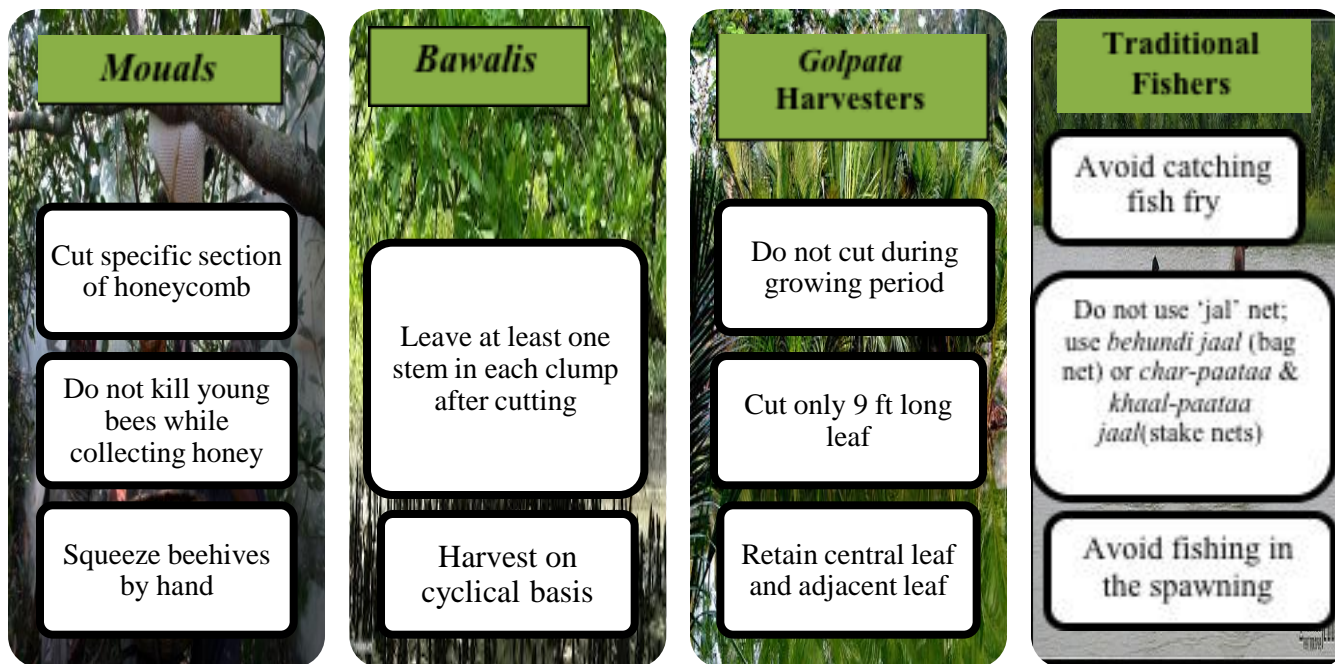 Mouals
Cut specific section
of honeycomb
Do not kill young
bees while
collecting honey
Squeeze beehives
by hand
Bawalis
Leave at least one
stem in each clump
after cutting
Harvest on
cyclical basis
Golpata
Harvesters
Do not cut during
growing period
Cut only 9 ft long
leaf
Retain central leaf
and adjacent leaf
Traditional
Fishers
Avoid catching
fish fry
Do not use ‘jal’ net;
use behundi jaal (bag
net) or char-paataa &
khaal-paataa
jaal(stake nets)
Avoid fishing in
the spawning